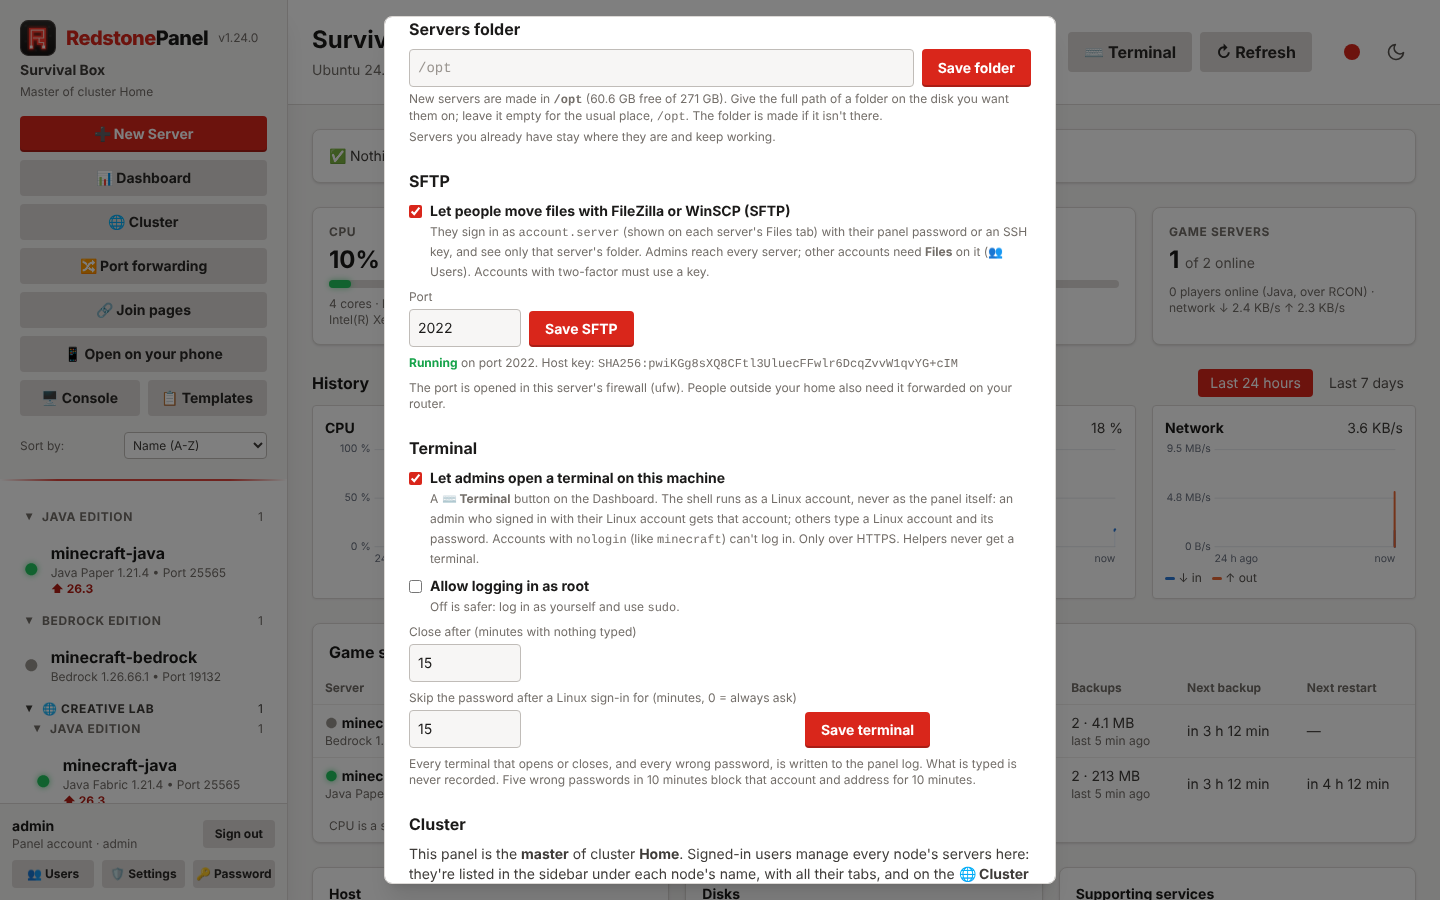 RedstonePanel v1.24.0
Survival Box
Master of cluster Home
➕ New Server
📊 Dashboard
🌐 Cluster
🔀 Port forwarding
🔗 Join pages
📱 Open on your phone
🖥️ Console
📋 Templates
Sort by:
Name (A-Z)
▼ JAVA EDITION 1
minecraft-java
Java Paper 1.21.4 • Port 25565
⬆ 26.3
▼ BEDROCK EDITION 1
minecraft-bedrock
Bedrock 1.26.66.1 • Port 19132
▼ 🌐 CREATIVE LAB 1
▼ JAVA EDITION 1
minecraft-java
Java Fabric 1.21.4 • Port 25565
⬆ 26.3
admin
Panel account · admin
Sign out
👥 Users
🛡️ Settings
🔑 Password
Ubuntu 24.
⌨️ Terminal
↻ Refresh
CPU
10%
4 cores ·
GAME SERVERS
1 of 2 online
0 players online (Java, over RCON) ·
network ↓ 2.4 KB/s ↑ 2.3 KB/s
History
Last 24 hours
Last 7 days
CPU
18 %
100 %
50 %
0 %
Network 3.6 KB/s
9.5 MB/s
4.8 MB/s
0 B/s
now
24 h ago
now
↓ in
↑ out
Server
Backups
Next backup
Next restart
Bedrock 1.
2 · 4.1 MB
last 5 min ago
in 3 h 12 min
—
2 · 213 MB
last 5 min ago
in 3 h 12 min
in 4 h 12 min
Host
Disks
Supporting services
Servers folder
/opt
Save folder
New servers are made in /opt (60.6 GB free of 271 GB). Give the full path of a folder on the disk you want
them on; leave it empty for the usual place, /opt. The folder is made if it isn't there.
Servers you already have stay where they are and keep working.
SFTP
Let people move files with FileZilla or WinSCP (SFTP)
They sign in as account.server (shown on each server's Files tab) with their panel password or an SSH
key, and see only that server's folder. Admins reach every server; other accounts need Files on it (👥
Users). Accounts with two-factor must use a key.
Port
2022
Save SFTP
Running on port 2022. Host key: SHA256:pwiKGg8sXQ8CFtl3UluecFFwlr6DcqZvvW1qvYG+cIM
The port is opened in this server's firewall (ufw). People outside your home also need it forwarded on your
router.
Terminal
Let admins open a terminal on this machine
A ⌨️ Terminal button on the Dashboard. The shell runs as a Linux account, never as the panel itself: an
admin who signed in with their Linux account gets that account; others type a Linux account and its
password. Accounts with nologin (like minecraft) can't log in. Only over HTTPS. Helpers never get a
terminal.
Allow logging in as root
Off is safer: log in as yourself and use sudo.
Close after (minutes with nothing typed)
15
Skip the password after a Linux sign-in for (minutes, 0 = always ask)
15
Save terminal
Every terminal that opens or closes, and every wrong password, is written to the panel log. What is typed is
never recorded. Five wrong passwords in 10 minutes block that account and address for 10 minutes.
Cluster
This panel is the master of cluster Home. Signed-in users manage every node's servers here:
they're listed in the sidebar under each node's name, with all their tabs, and on the 🌐 Cluster